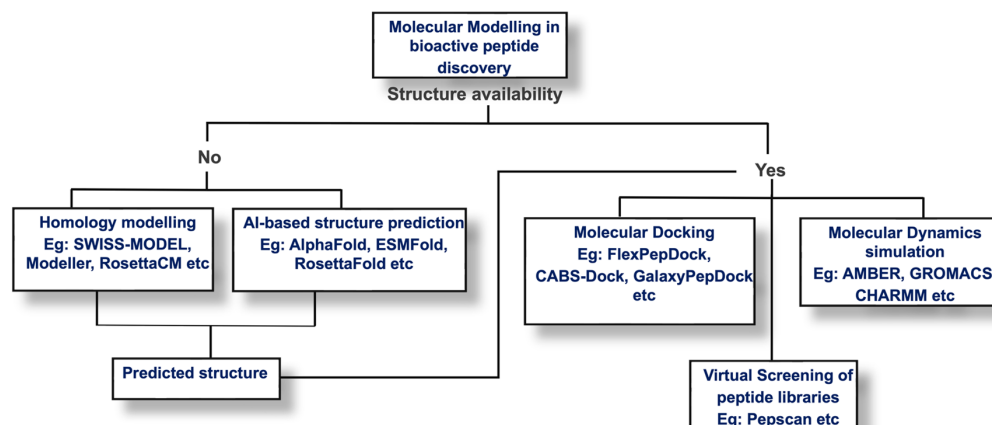 Molecular Modelling in
bioactive peptide
discovery
Structure availability
No
Yes
Homology modelling
Eg: SWISS-MODEL,
Modeller, RosettaCM etc
AI-based structure prediction
Eg: AlphaFold, ESMFold,
RosettaFold etc
Molecular Docking
Eg: FlexPepDock,
CABS-Dock, GalaxyPepDock
etc
Molecular Dynamics
simulation
Eg: AMBER, GROMACS
CHARMM etc
Predicted structure
Virtual Screening of
peptide libraries
Eg: Pepscan etc